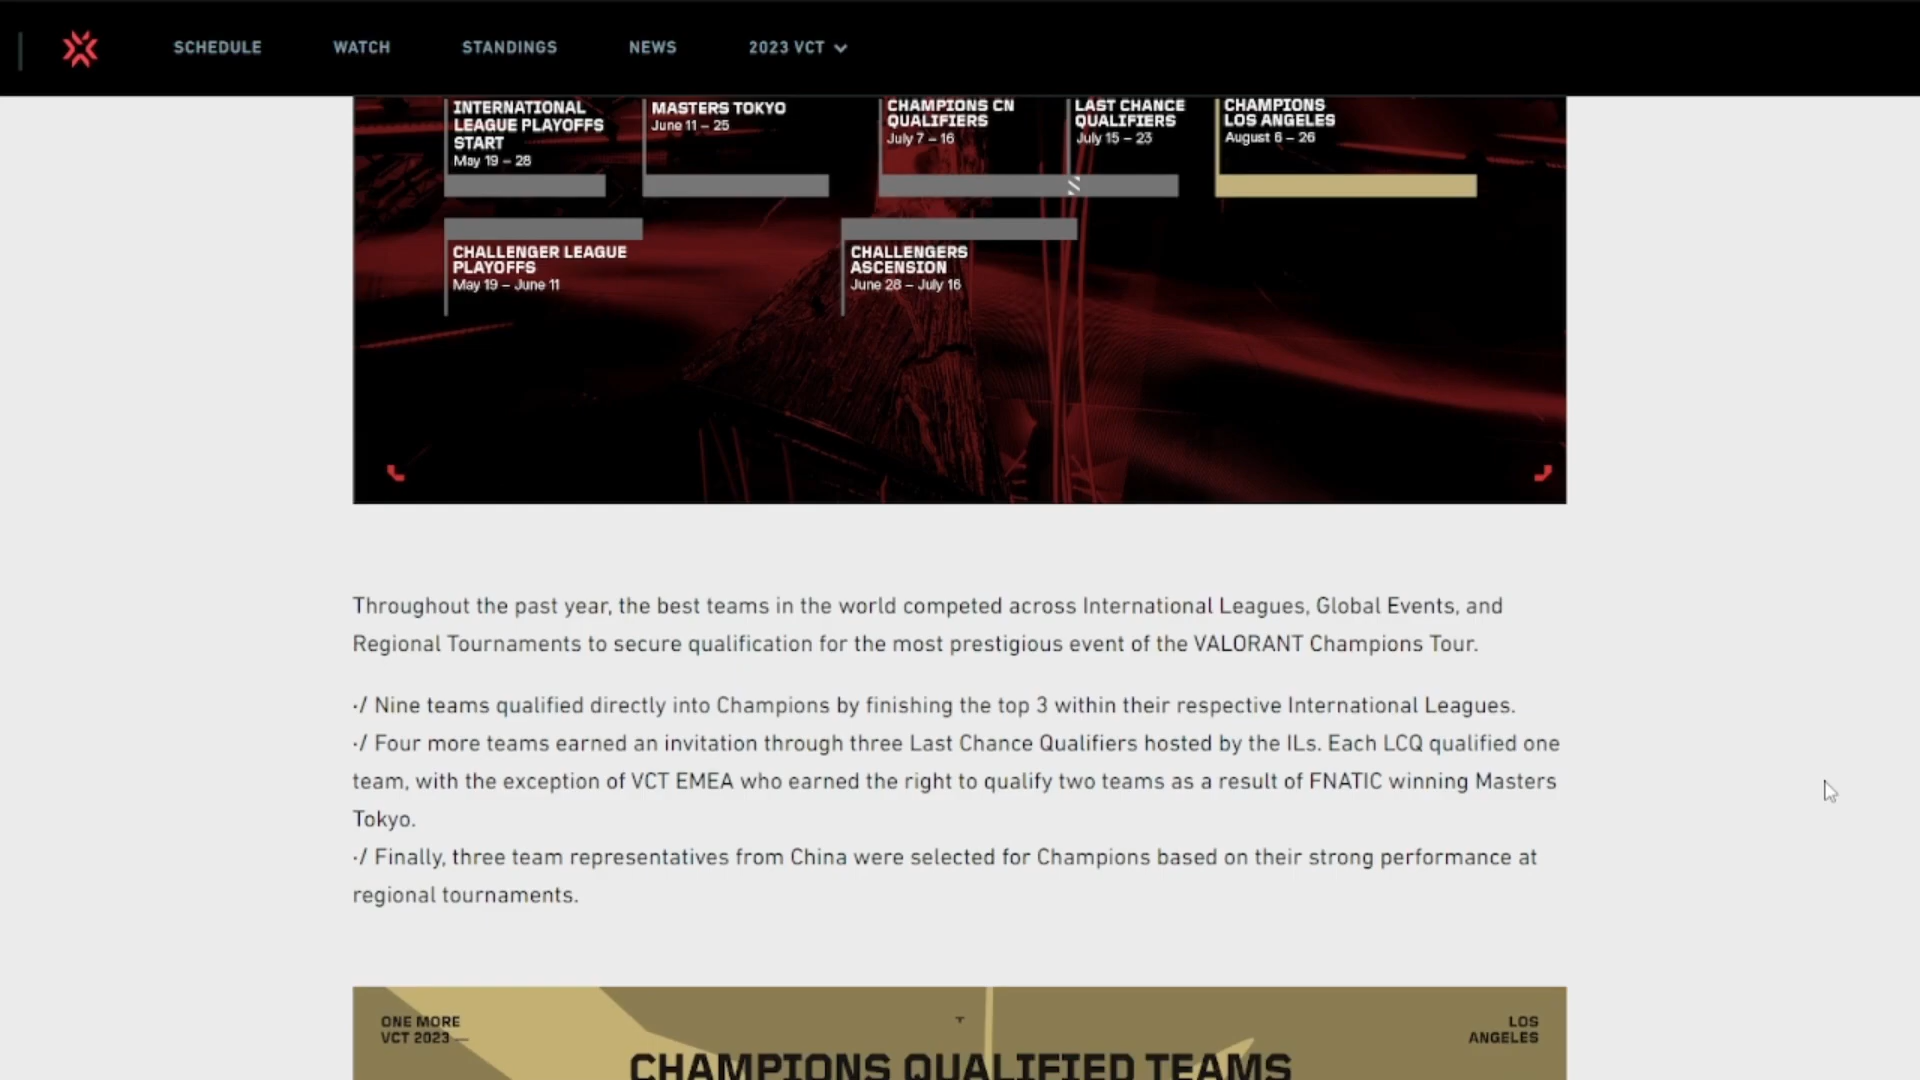 SCHEDULE
WATCH
STANDINGS
NEWS
2023 VCT
INTERNATIONAL
LEAGUE PLAYOFFS
START
May 19 – 28
MASTERS TOKYO
June 11 – 25
CHAMPIONS CN
QUALIFIERS
July 7 – 16
LAST CHANCE
QUALIFIERS
July 15 – 23
CHAMPIONS
LOS ANGELES
August 6 – 26
CHALLENGER LEAGUE
PLAYOFFS
May 19 – June 11
CHALLENGERS
ASCENSION
June 28 – July 16
Throughout the past year, the best teams in the world competed across International Leagues, Global Events, and
Regional Tournaments to secure qualification for the most prestigious event of the VALORANT Champions Tour.
·/ Nine teams qualified directly into Champions by finishing the top 3 within their respective International Leagues.
·/ Four more teams earned an invitation through three Last Chance Qualifiers hosted by the ILs. Each LCQ qualified one
team, with the exception of VCT EMEA who earned the right to qualify two teams as a result of FNATIC winning Masters
Tokyo.
·/ Finally, three team representatives from China were selected for Champions based on their strong performance at
regional tournaments.
ONE MORE
VCT 2023 —
LOS
ANGELES
CHAMPIONS QUALIFIED TEAMS